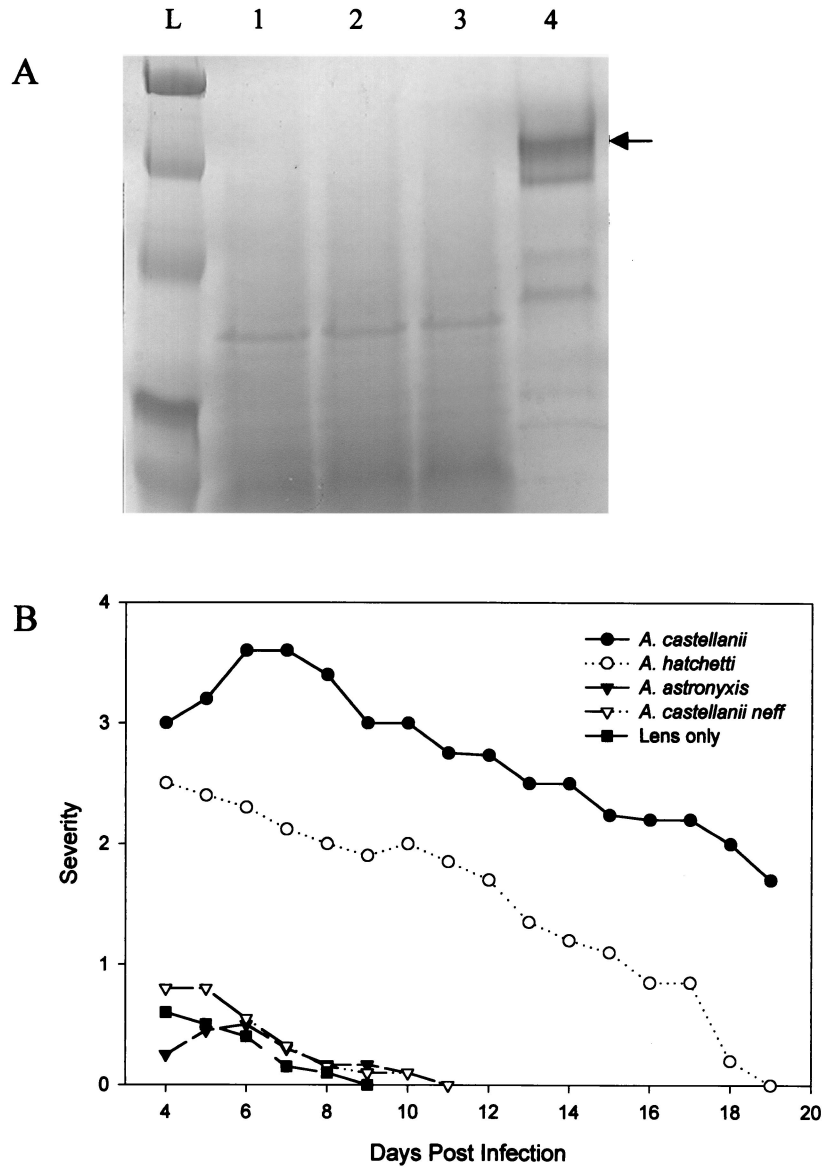 L 1 2 3 4
A
B
4
3
2
1
0
Severity
A. castellanii
A. hatchetti
A. astronyxis
A. castellanii neff
Lens only
4 6 8 10 12 14 16 18 20
Days Post Infection